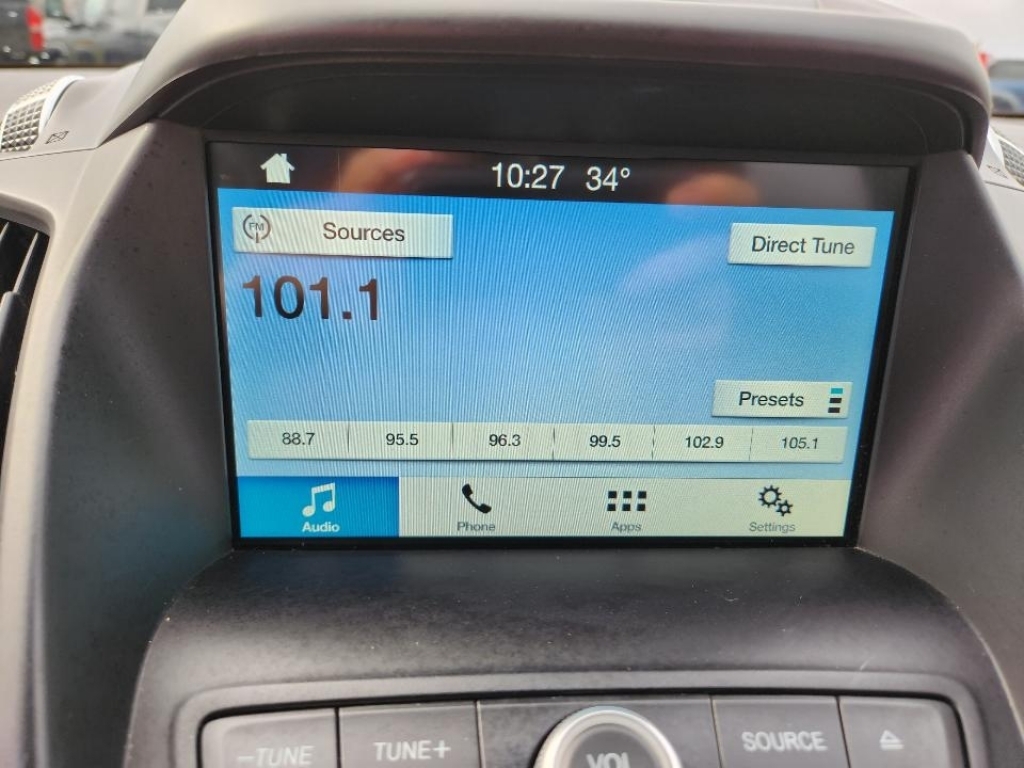 10:27 34°
FM Sources
Direct Tune
101.1
Presets
88.7 95.5 96.3 99.5 102.9 105.1
Audio Phone Apps Settings
-TUNE TUNE+ VOL SOURCE